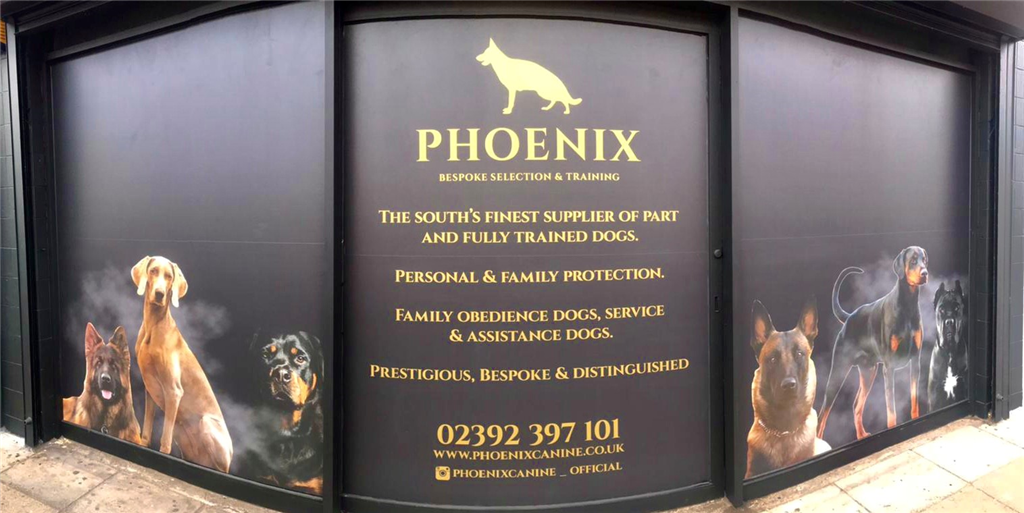 PHOENIX
BESPOKE SELECTION & TRAINING
THE SOUTH'S FINEST SUPPLIER OF PART
AND FULLY TRAINED DOGS.
PERSONAL & FAMILY PROTECTION.
FAMILY OBEDIENCE DOGS, SERVICE
& ASSISTANCE DOGS.
PRESTIGIOUS, BESPOKE & DISTINGUISHED
02392 397 101
WWW.PHOENIXCANINE.CO.UK
PHOENIXCANINE _ OFFICIAL